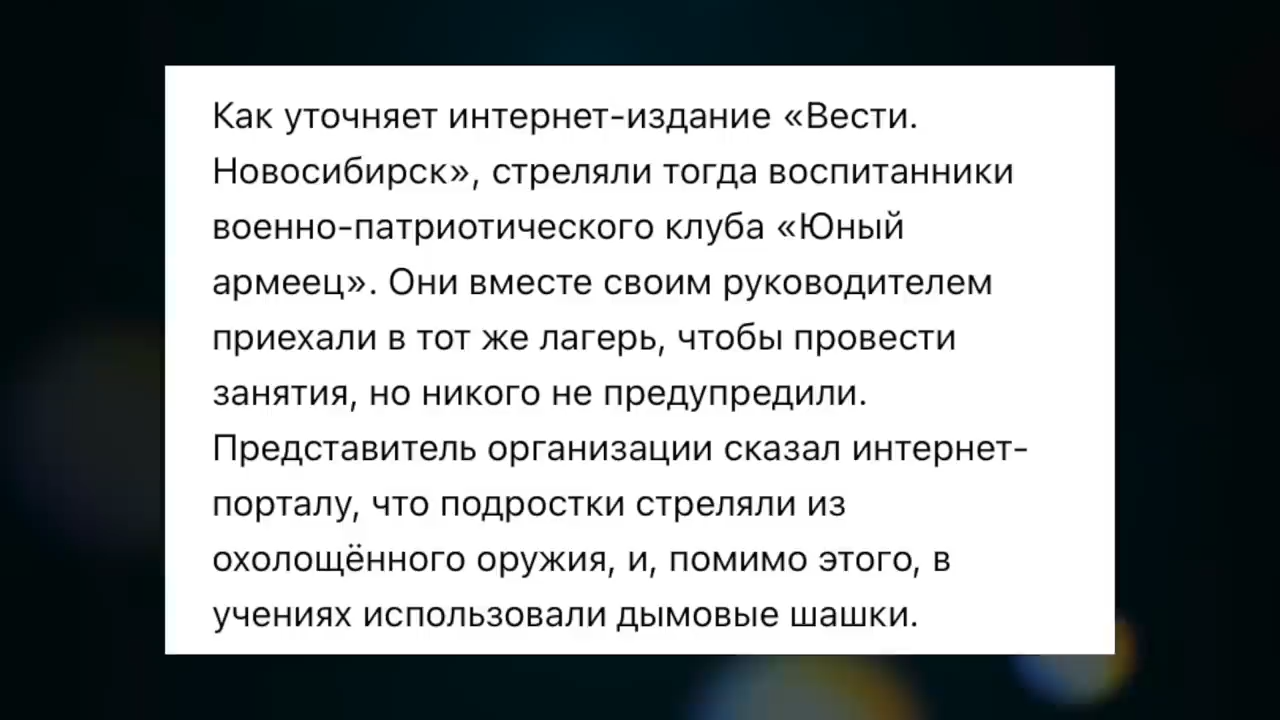 Как уточняет интернет-издание «Вести.
Новосибирск», стреляли тогда воспитанники
военно-патриотического клуба «Юный
армеец». Они вместе своим руководителем
приехали в тот же лагерь, чтобы провести
занятия, но никого не предупредили.
Представитель организации сказал интернет-
порталу, что подростки стреляли из
охолощённого оружия, и, помимо этого, в
учениях использовали дымовые шашки.